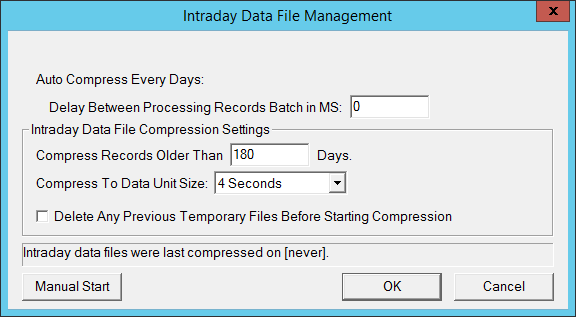 Intraday Data File Management
x
Auto Compress Every Days:
Delay Between Processing Records Batch in MS: 0
Intraday Data File Compression Settings
Compress Records Older Than 180 Days.
Compress To Data Unit Size: 4 Seconds
Delete Any Previous Temporary Files Before Starting Compression
Intraday data files were last compressed on [never].
Manual Start OK Cancel